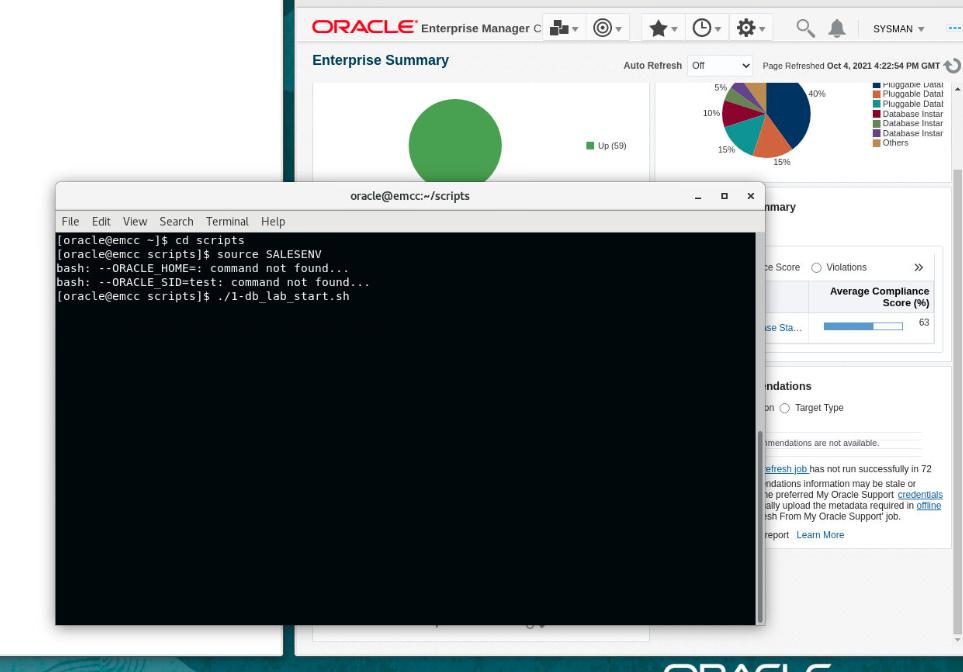 ORACLE Enterprise Manager C
SYSMAN
Enterprise Summary
Auto Refresh Off Page Refreshed Oct 4, 2021 4:22:54 PM GMT
Up (59)
5%
10%
15%
15%
40%
Pluggable Datal
Pluggable Datal
Pluggable Datal
Database Instar
Database Instar
Database Instar
Others
oracle@emcc:~/scripts
File Edit View Search Terminal Help
[oracle@emcc ~]$ cd scripts
[oracle@emcc scripts]$ source SALESENV
bash: --ORACLE_HOME=: command not found...
bash: --ORACLE_SID=test: command not found...
[oracle@emcc scripts]$ ./1-db_lab_start.sh
mmary
ce Score Violations
Average Compliance
Score (%)
ase Sta... 63
endations
on Target Type
mmendations are not available.
refresh job has not run successfully in 72
ndations information may be stale or
he preferred My Oracle Support credentials
ally upload the metadata required in offline
esh From My Oracle Support' job.
report Learn More